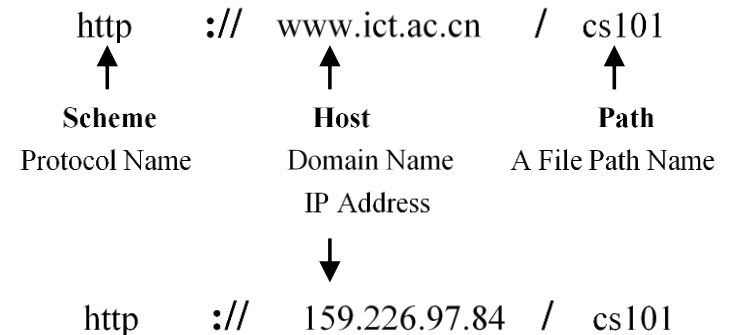 http :// www.ict.ac.cn / cs101
Scheme Host Path
Protocol Name Domain Name A File Path Name
IP Address
http :// 159.226.97.84 / cs101